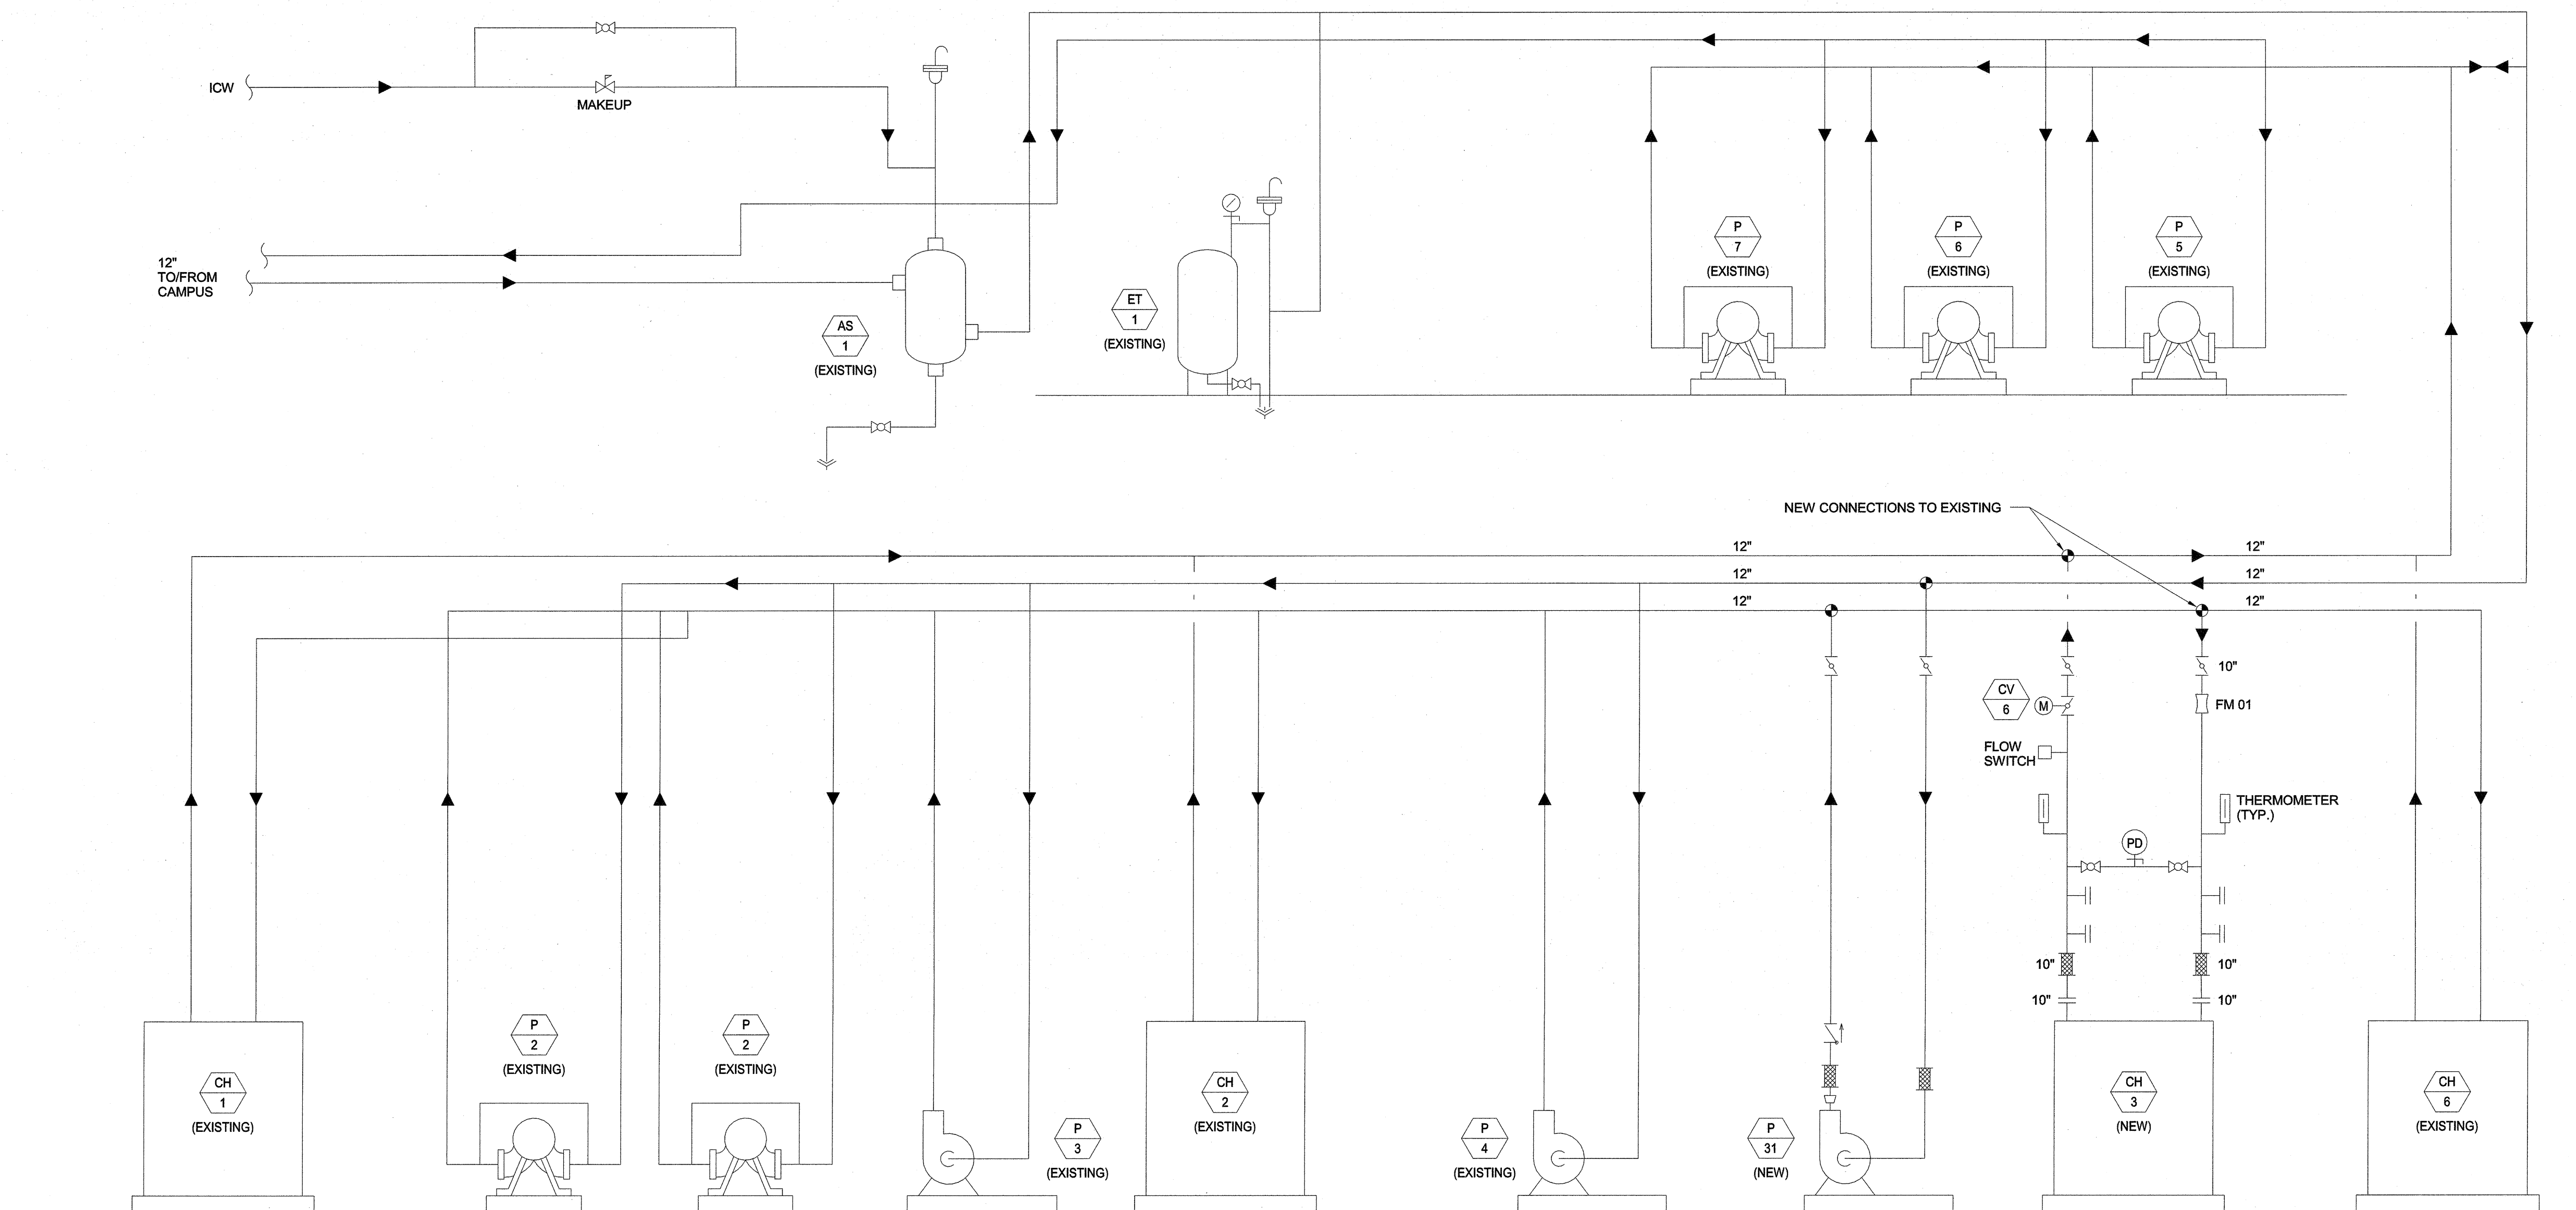 ICW
MAKEUP
12"
TO/FROM
CAMPUS
AS
1
(EXISTING)
ET
1
(EXISTING)
P
7
(EXISTING)
P
6
(EXISTING)
P
5
(EXISTING)
NEW CONNECTIONS TO EXISTING
12"
12"
12"
12"
12"
12"
10"
CV
6
M
FM 01
FLOW
SWITCH
THERMOMETER
(TYP.)
PD
10"
10"
10"
10"
CH
1
(EXISTING)
P
2
(EXISTING)
P
2
(EXISTING)
P
3
(EXISTING)
CH
2
(EXISTING)
P
4
(EXISTING)
P
31
(NEW)
CH
3
(NEW)
CH
6
(EXISTING)